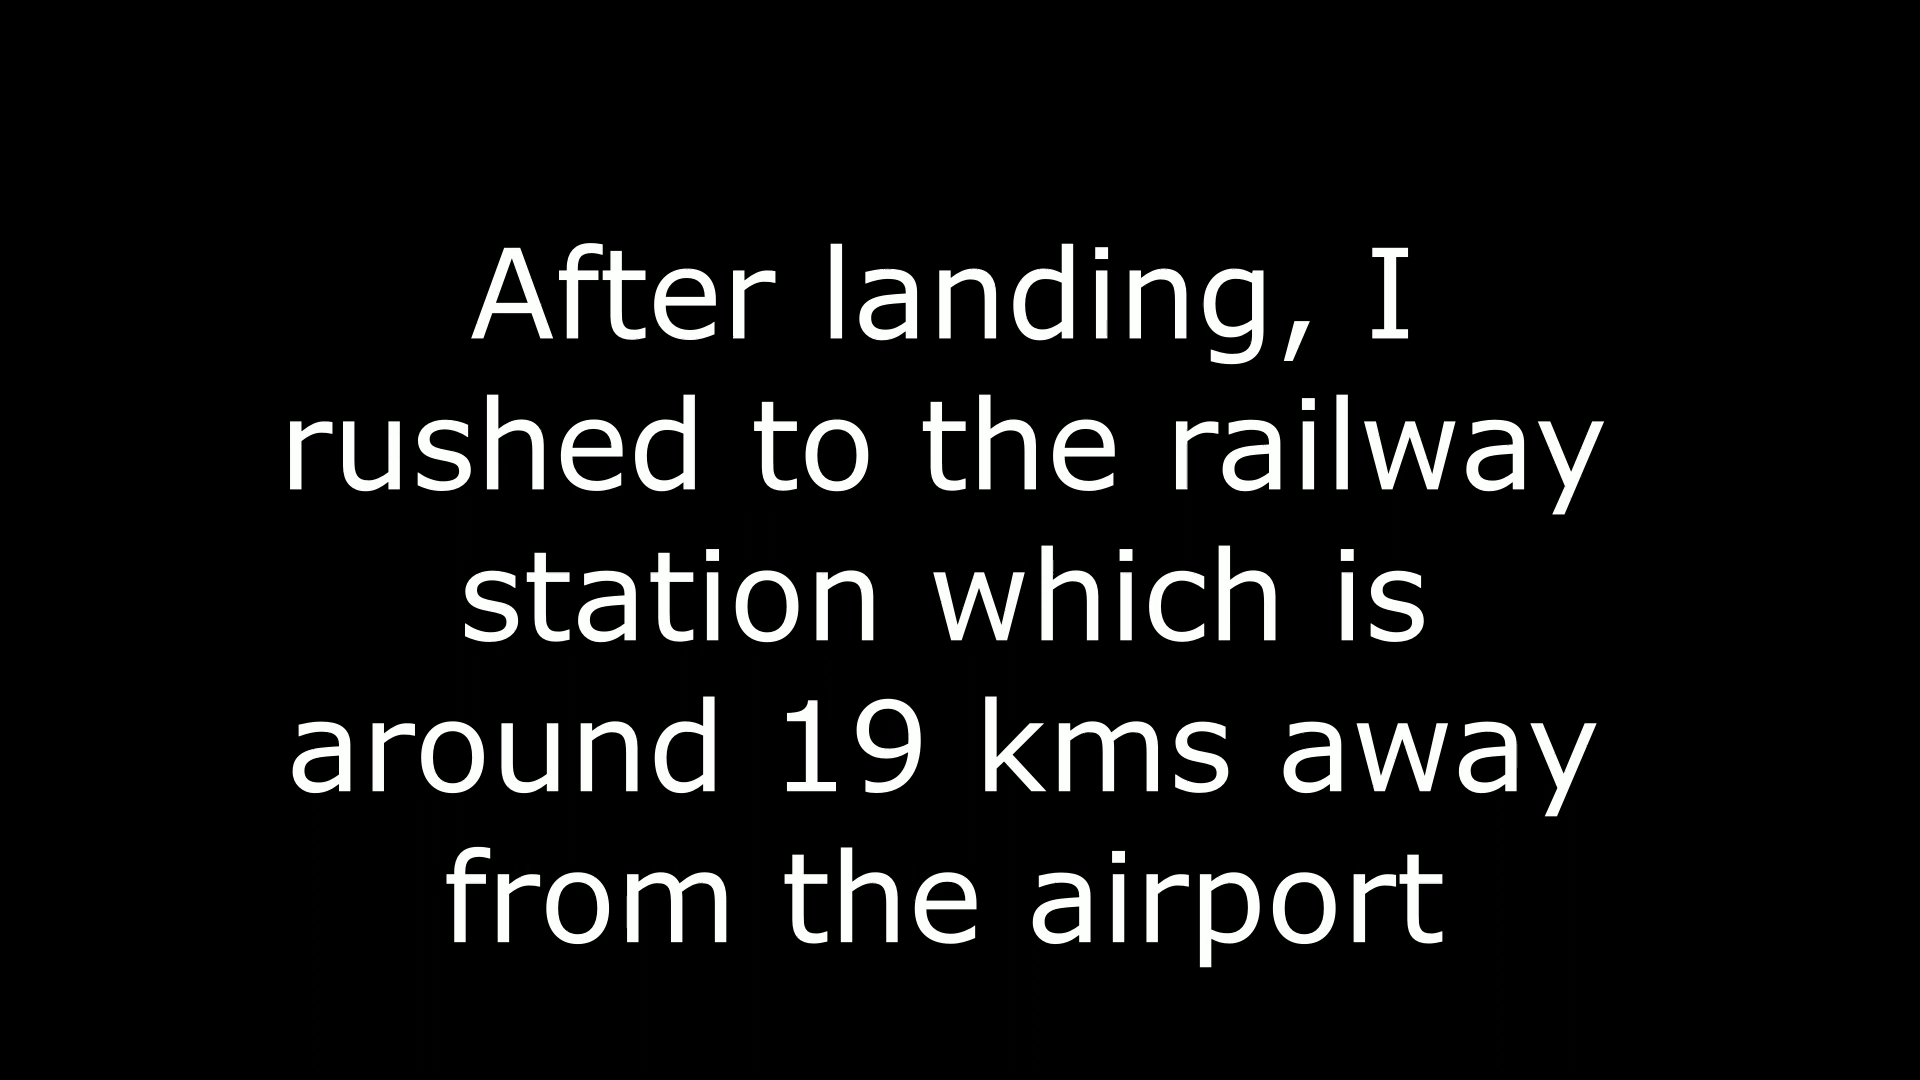 After landing, I
rushed to the railway
station which is
around 19 kms away
from the airport